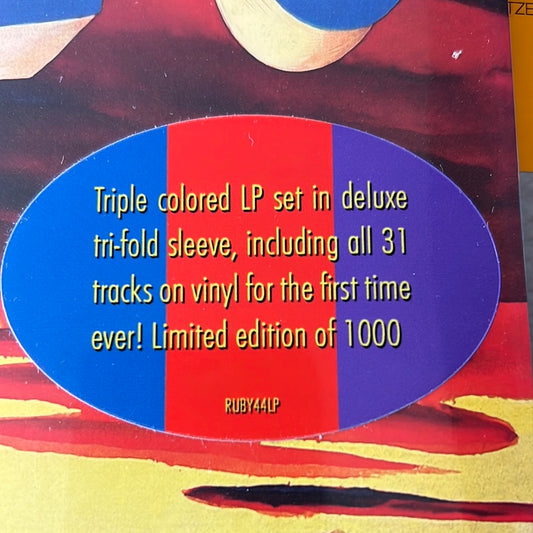 TZE
Triple colored LP set in deluxe
tri-fold sleeve, including all 31
tracks on vinyl for the first time
ever! Limited edition of 1000
RUBY44LP